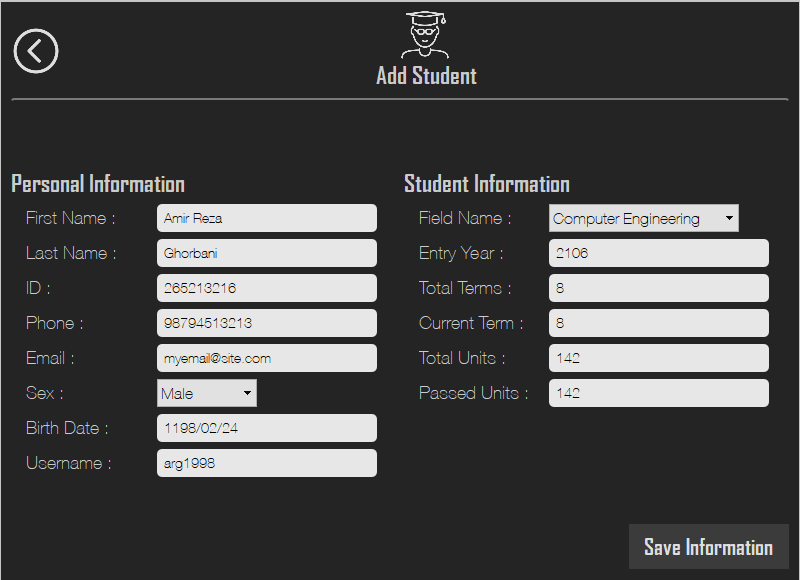 Add Student
Personal Information
First Name : Amir Reza
Last Name : Ghorbani
ID : 265213216
Phone : 98794513213
Email : myemail@site.com
Sex : Male
Birth Date : 1198/02/24
Username : arg1998
Student Information
Field Name : Computer Engineering
Entry Year : 2106
Total Terms : 8
Current Term : 8
Total Units : 142
Passed Units : 142
Save Information